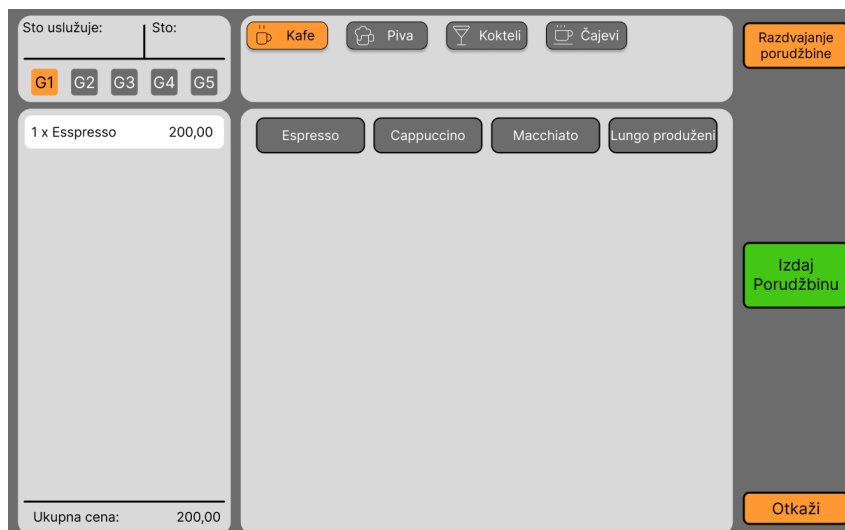 Sto uslužuje: Sto:
G1 G2 G3 G4 G5
Kafe Piva Kokteli Čajevi
Razdvajanje
porudžbine
1 x Esspresso 200,00
Espresso Cappuccino Macchiato Lungo produženi
Izdaj
Porudžbinu
Ukupna cena: 200,00
Otkaži